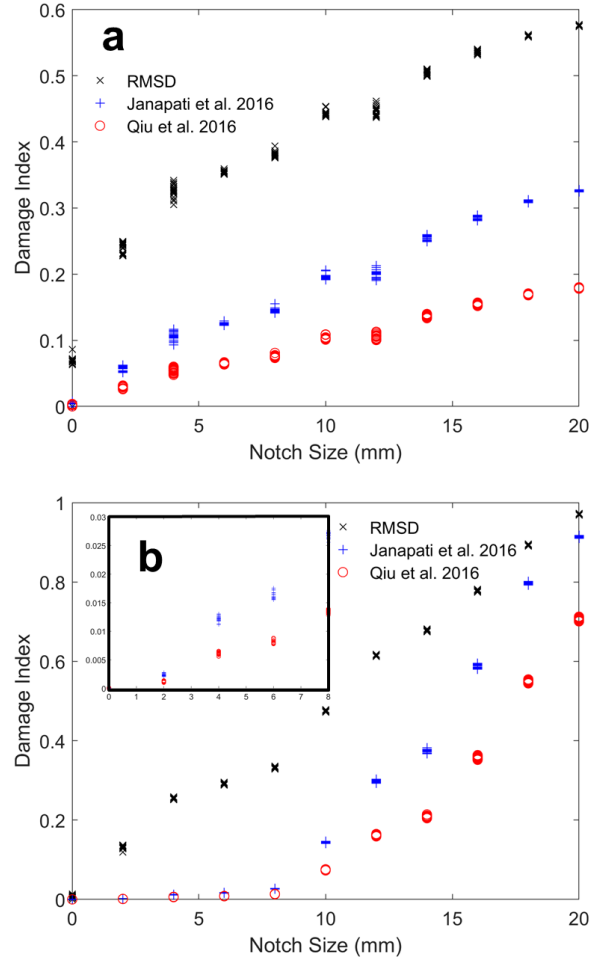 a
0.6
0.5
0.4
0.3
0.2
0.1
0
RMSD
Janapati et al. 2016
Qiu et al. 2016
Damage Index
0 5 10 15 20
Notch Size (mm)
b
1
0.8
0.6
0.4
0.2
0
0.03
0.025
0.02
0.015
0.01
0.005
0
0 1 2 3 4 5 6 7 8
RMSD
Janapati et al. 2016
Qiu et al. 2016
Damage Index
0 5 10 15 20
Notch Size (mm)